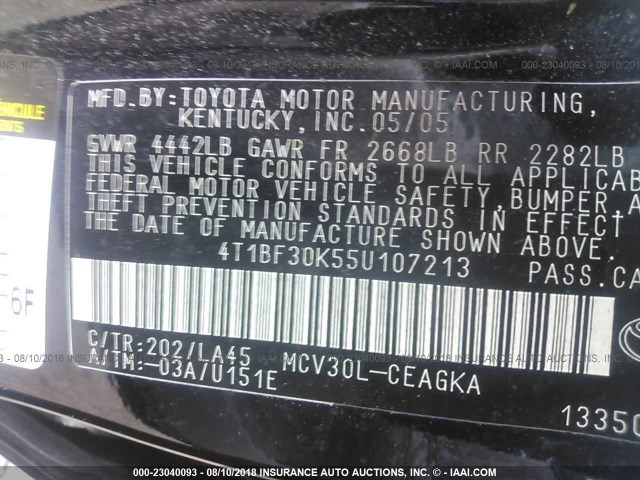 MFD.BY:TOYOTA MOTOR MANUFACTURING,
KENTUCKY,INC.05/05
GVWR 4442LB GAWR FR 2668LB RR 2282LB
THIS VEHICLE CONFORMS TO ALL
FEDERAL MOTOR VEHICLE SAFETY,BUMPER
THEFT PREVENTION STANDARDS IN EFFECT
THE DATE OF MANUFACTURE SHOWN ABOVE.
4T1BF30K55U107213 PASS.
6F
C/TR:202/LA45 MCV30L-CEAGKA
A/TM:-03A/U151E
1335
000-23040093 - 08/10/2018 INSURANCE AUTO AUCTIONS, INC. - © - IAAI.COM